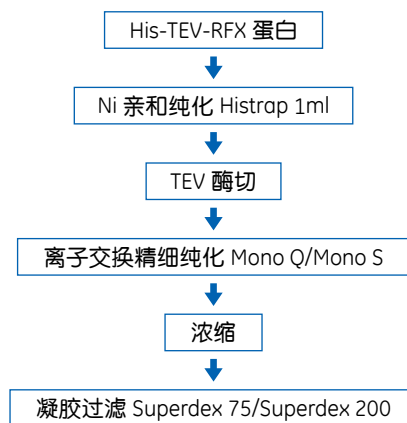 His-TEV-RFX 蛋白
Ni 亲和纯化 Histrap 1ml
TEV 酶切
离子交换精细纯化 Mono Q/Mono S
浓缩
凝胶过滤 Superdex 75/Superdex 200